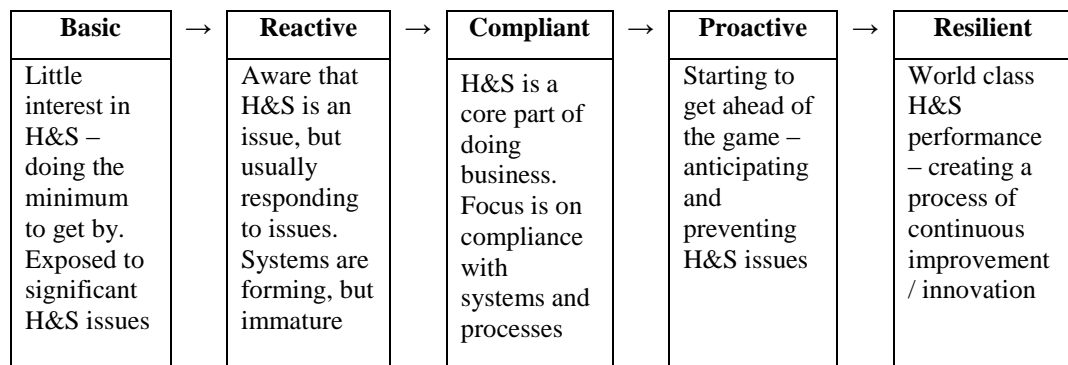 Basic → Reactive → Compliant → Proactive → Resilient
Little
interest in
H&S –
doing the
minimum
to get by.
Exposed to
significant
H&S issues
Aware that
H&S is an
issue, but
usually
responding
to issues.
Systems are
forming, but
immature
H&S is a
core part of
doing
business.
Focus is on
compliance
with
systems and
processes
Starting to
get ahead of
the game –
anticipating
and
preventing
H&S issues
World class
H&S
performance
– creating a
process of
continuous
improvement
/ innovation